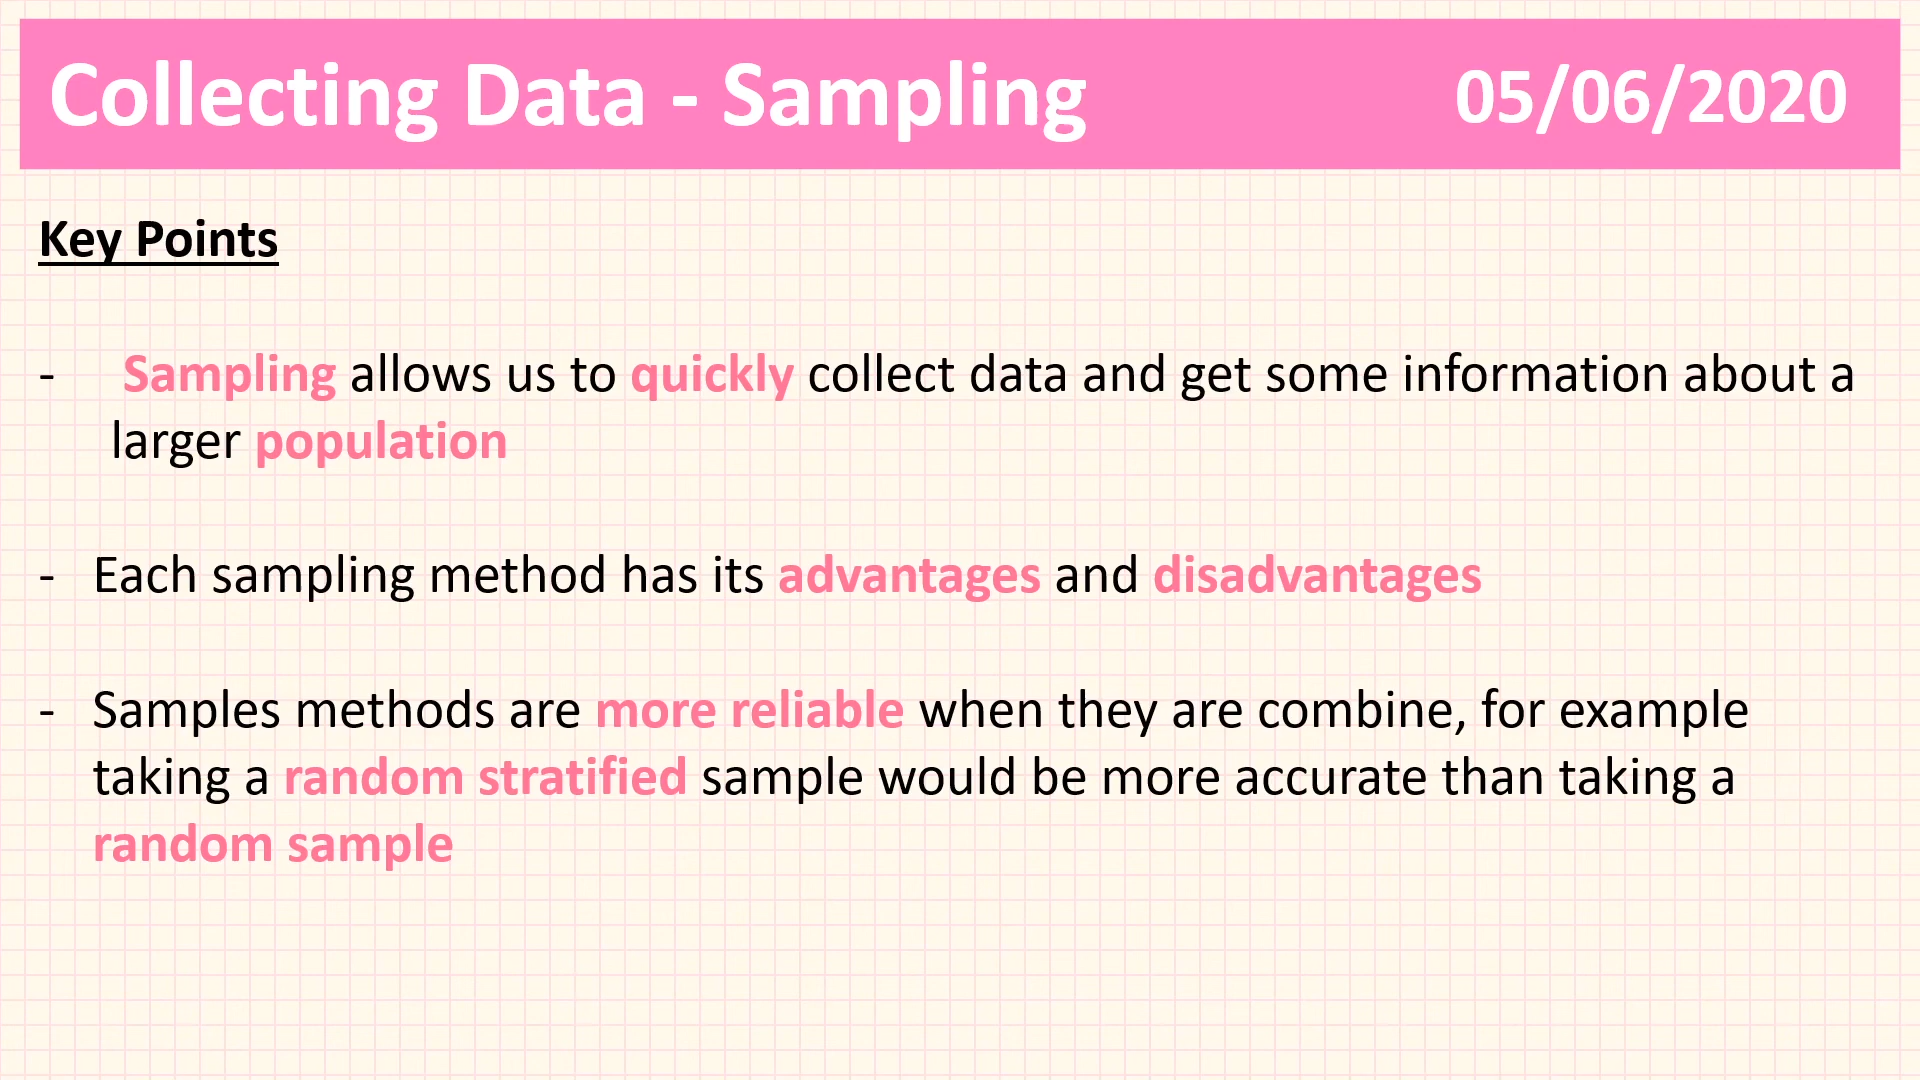 Collecting Data - Sampling 05/06/2020
Key Points
- Sampling allows us to quickly collect data and get some information about a
larger population
- Each sampling method has its advantages and disadvantages
- Samples methods are more reliable when they are combine, for example
taking a random stratified sample would be more accurate than taking a
random sample